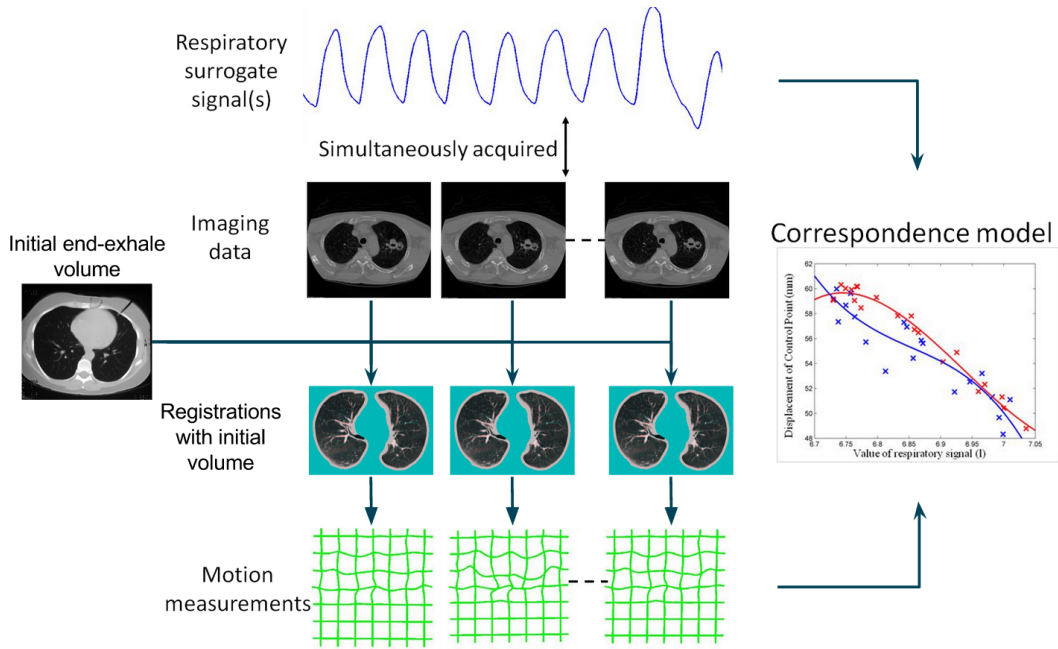 Respiratory
surrogate
signal(s)
Simultaneously acquired
Imaging
data
Initial end-exhale
volume
Registrations
with initial
volume
Motion
measurements
Correspondence model
Displacement of Control Point (mm)
62
60
58
56
54
52
50
48
6.7
6.75
6.8
6.85
6.9
6.95
7
7.05
Value of respiratory signal (l)